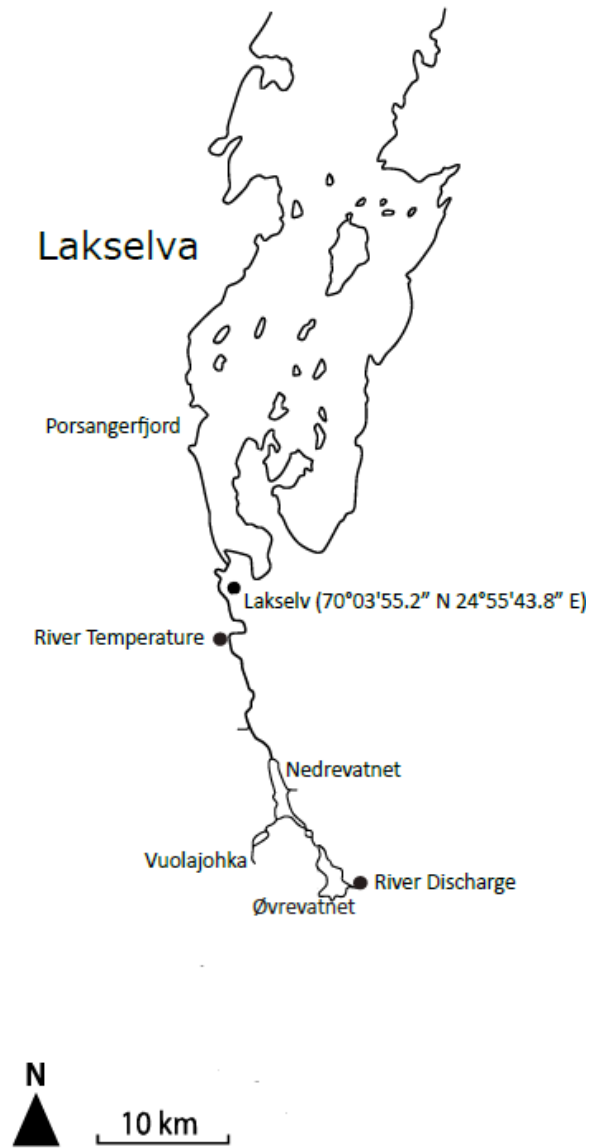 Lakselva
Porsangerfjord
Lakselv (70°03'55.2” N 24°55'43.8” E)
River Temperature
Nedrevatnet
Vuolajohka
River Discharge
Øvrevatnet
N
10 km